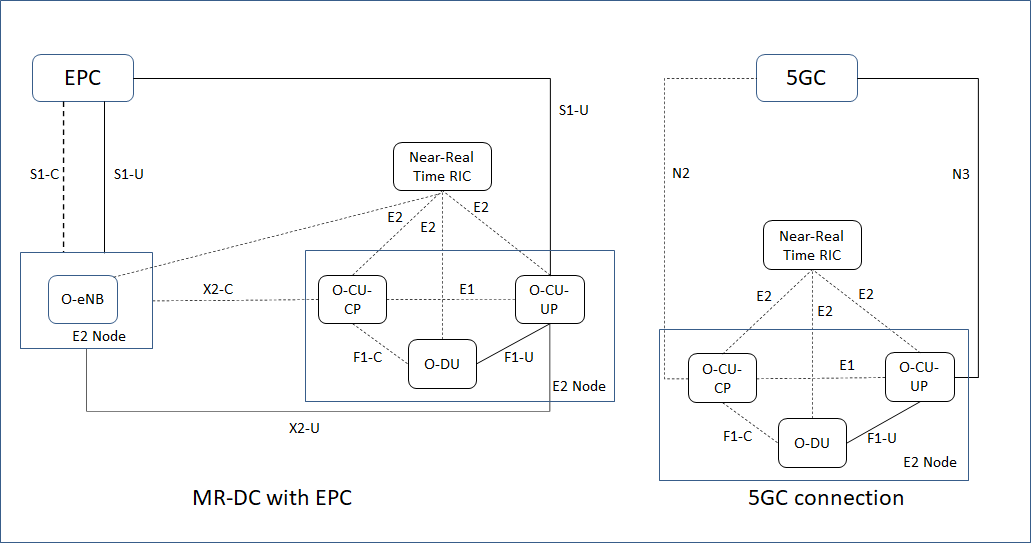 EPC
S1-C
S1-U
S1-U
Near-Real
Time RIC
E2
E2
E2
O-eNB
E2 Node
X2-C
O-CU-
CP
E1
O-CU-
UP
F1-C
O-DU
F1-U
E2 Node
X2-U
MR-DC with EPC
5GC
N2
N3
Near-Real
Time RIC
E2
E2
E2
O-CU-
CP
E1
O-CU-
UP
F1-C
O-DU
F1-U
E2 Node
5GC connection